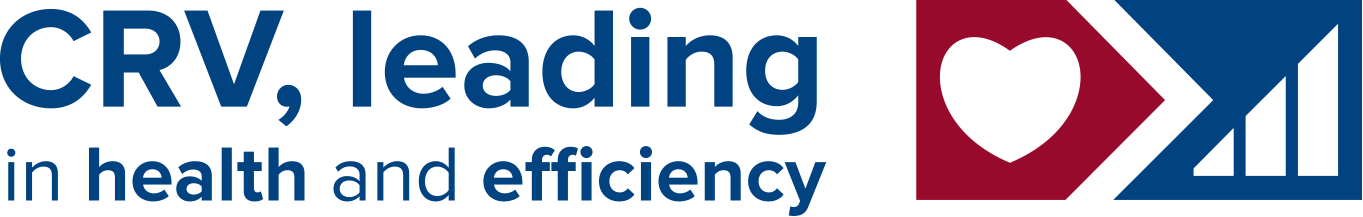 CRV, leading
in health and efficiency